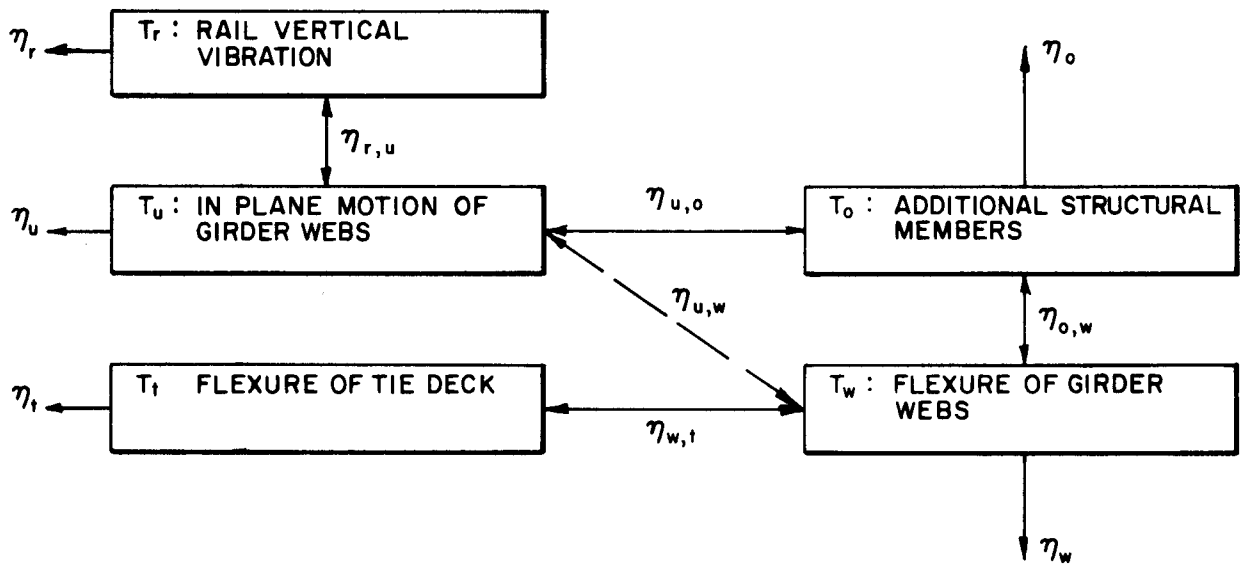 Tr : RAIL VERTICAL
VIBRATION
ηr
ηo
ηr,u
Tu : IN PLANE MOTION OF
GIRDER WEBS
ηu
ηu,o
To : ADDITIONAL STRUCTURAL
MEMBERS
ηu,w
ηo,w
Tt FLEXURE OF TIE DECK
ηt
ηw,t
Tw : FLEXURE OF GIRDER
WEBS
ηw